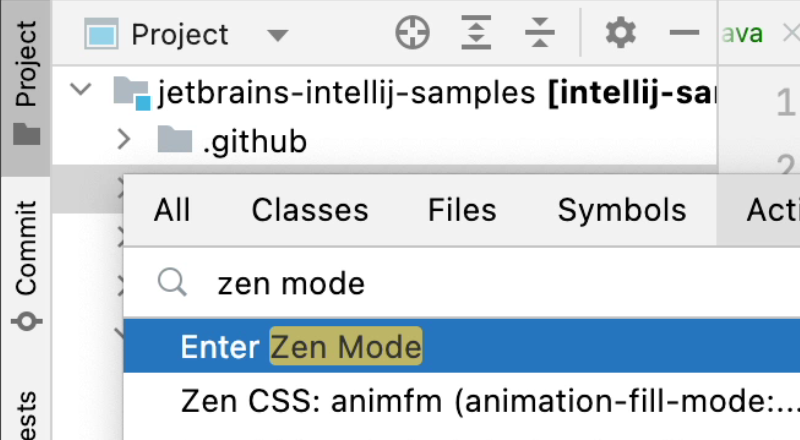 Project
ava
jetbrains-intellij-samples [intellij-sa
1
.github
2
All Classes Files Symbols Acti
zen mode
Enter Zen Mode
Zen CSS: animfm (animation-fill-mode:...
Project
Commit
ests